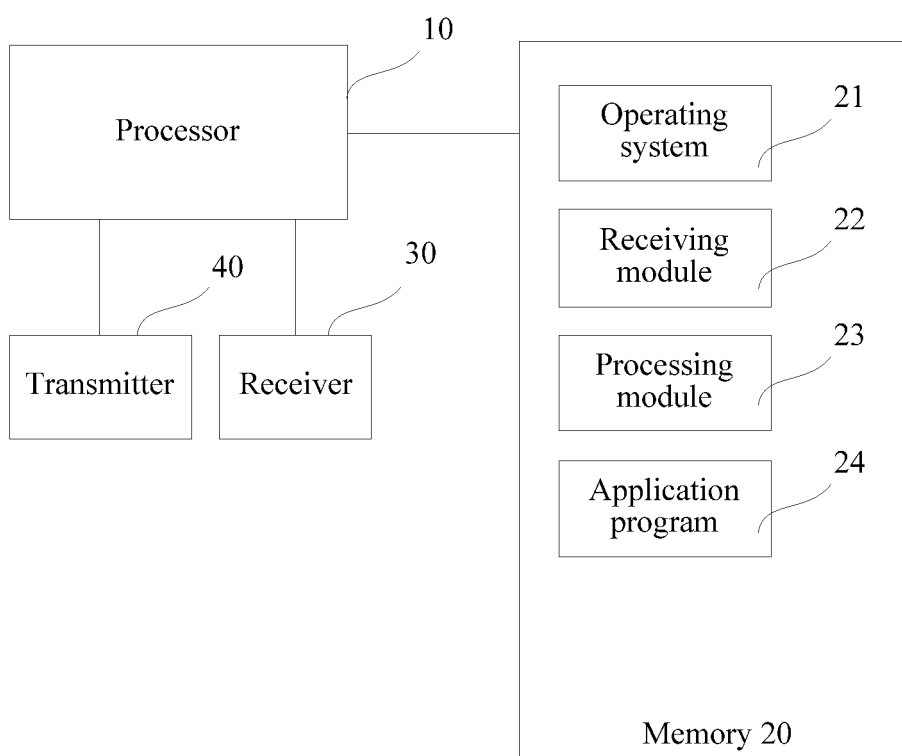 10
Processor
40
30
Transmitter
Receiver
Operating
system
21
Receiving
module
22
Processing
module
23
Application
program
24
Memory 20